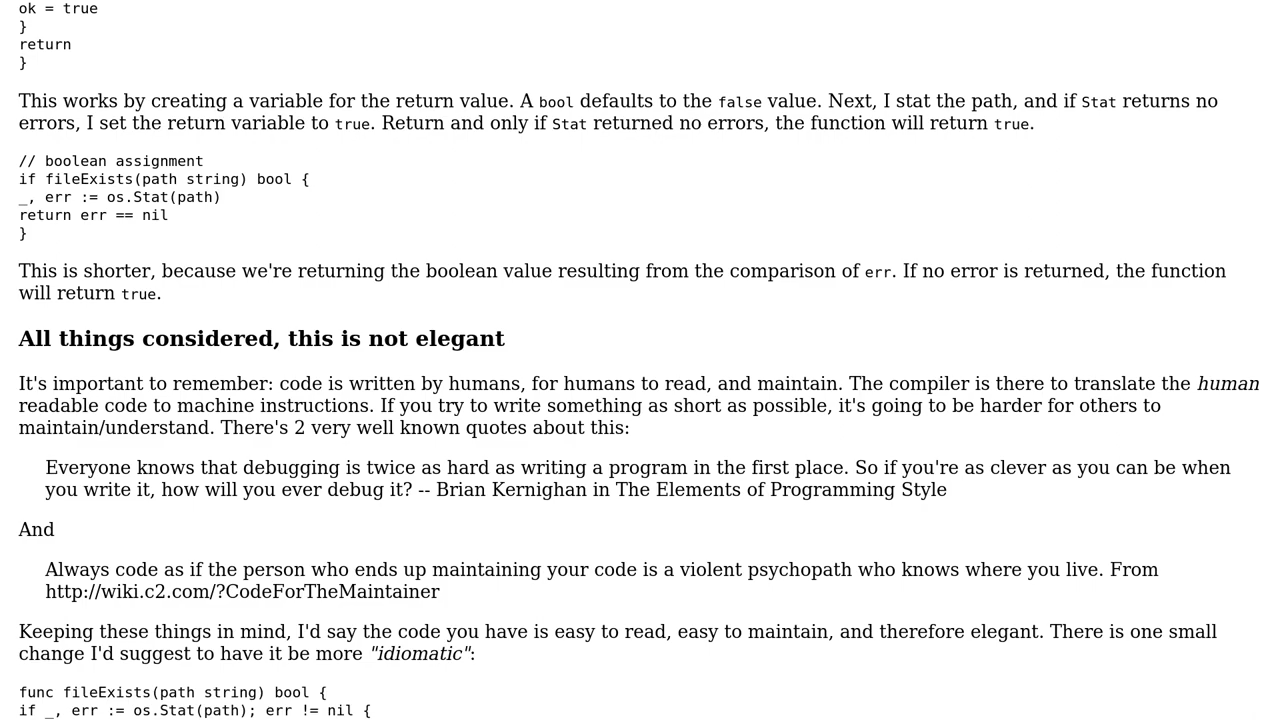 ok = true
}
return
}
This works by creating a variable for the return value. A bool defaults to the false value. Next, I stat the path, and if Stat returns no
errors, I set the return variable to true. Return and only if Stat returned no errors, the function will return true.
// boolean assignment
if fileExists(path string) bool {
_, err := os.Stat(path)
return err == nil
}
This is shorter, because we're returning the boolean value resulting from the comparison of err. If no error is returned, the function
will return true.
All things considered, this is not elegant
It's important to remember: code is written by humans, for humans to read, and maintain. The compiler is there to translate the human
readable code to machine instructions. If you try to write something as short as possible, it's going to be harder for others to
maintain/understand. There's 2 very well known quotes about this:
Everyone knows that debugging is twice as hard as writing a program in the first place. So if you're as clever as you can be when
you write it, how will you ever debug it? -- Brian Kernighan in The Elements of Programming Style
And
Always code as if the person who ends up maintaining your code is a violent psychopath who knows where you live. From
http://wiki.c2.com/?CodeForTheMaintainer
Keeping these things in mind, I'd say the code you have is easy to read, easy to maintain, and therefore elegant. There is one small
change I'd suggest to have it be more "idiomatic":
func fileExists(path string) bool {
if _, err := os.Stat(path); err != nil {